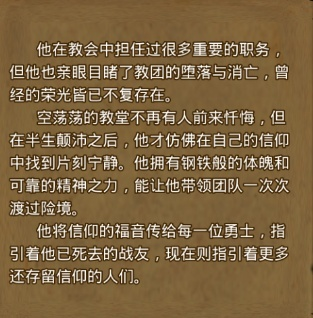 他在教会中担任过很多重要的职务，
但他也亲眼目睹了教团的堕落与消亡，曾
经的荣光皆已不复存在。
空荡荡的教堂不再有人前来忏悔，但
在半生颠沛之后，他才仿佛在自己的信仰
中找到片刻宁静。他拥有钢铁般的体魄和
可靠的精神之力，能让他带领团队一次次
渡过险境。
他将信仰的福音传给每一位勇士，指
引着他已死去的战友，现在则指引着更多
还存留信仰的人们。